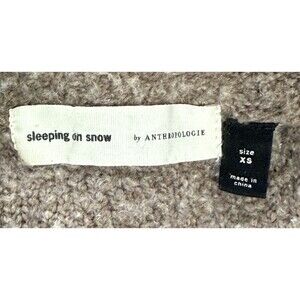 sleeping on snow by ANTHROPOLOGIE
size
XS
made in
china